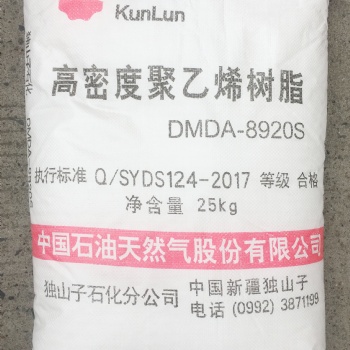 KunLun
高密度聚乙烯树脂
DMDA-8920S
执行标准 Q/SYDS124-2017 等级 合格
净含量 25kg
中国石油天然气股份有限公司
独山子石化分公司
中国新疆独山子
电话 (0992) 3871199
DMDA-8920S